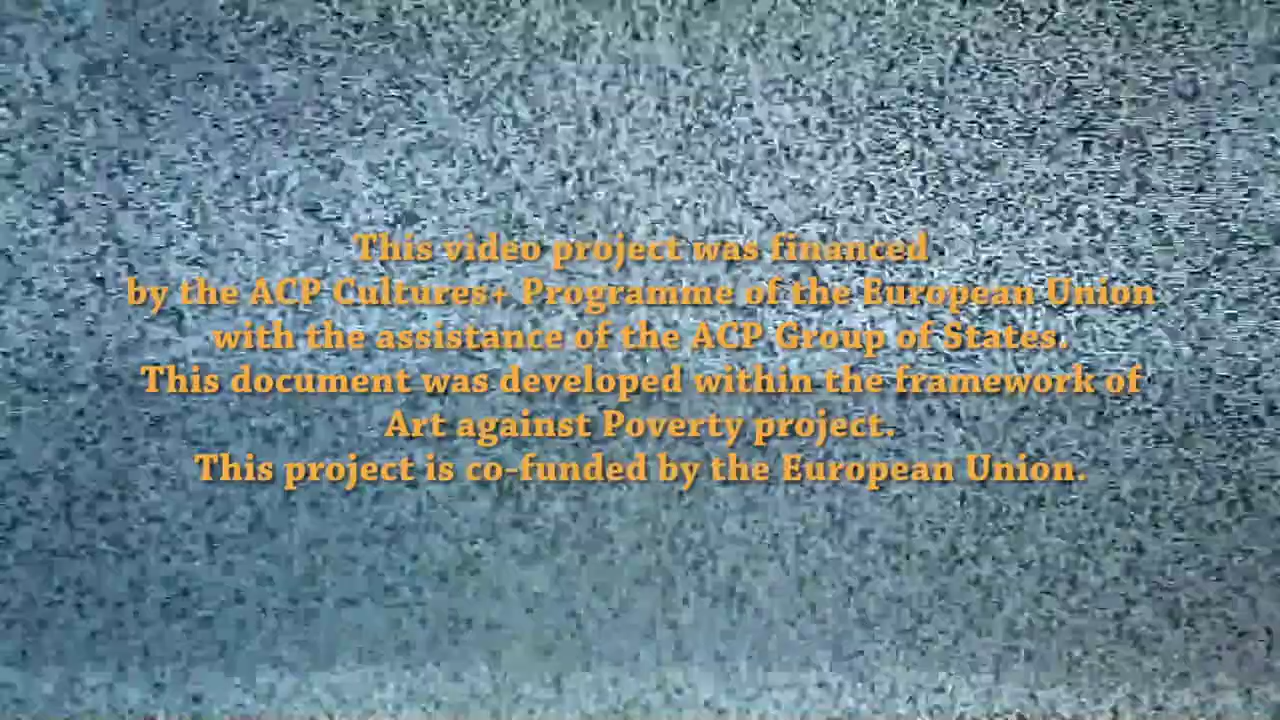 This video project was financed
by the ACP Cultures+ Programme of the European Union
with the assistance of the ACP Group of States.
This document was developed within the framework of
Art against Poverty project.
This project is co-funded by the European Union.